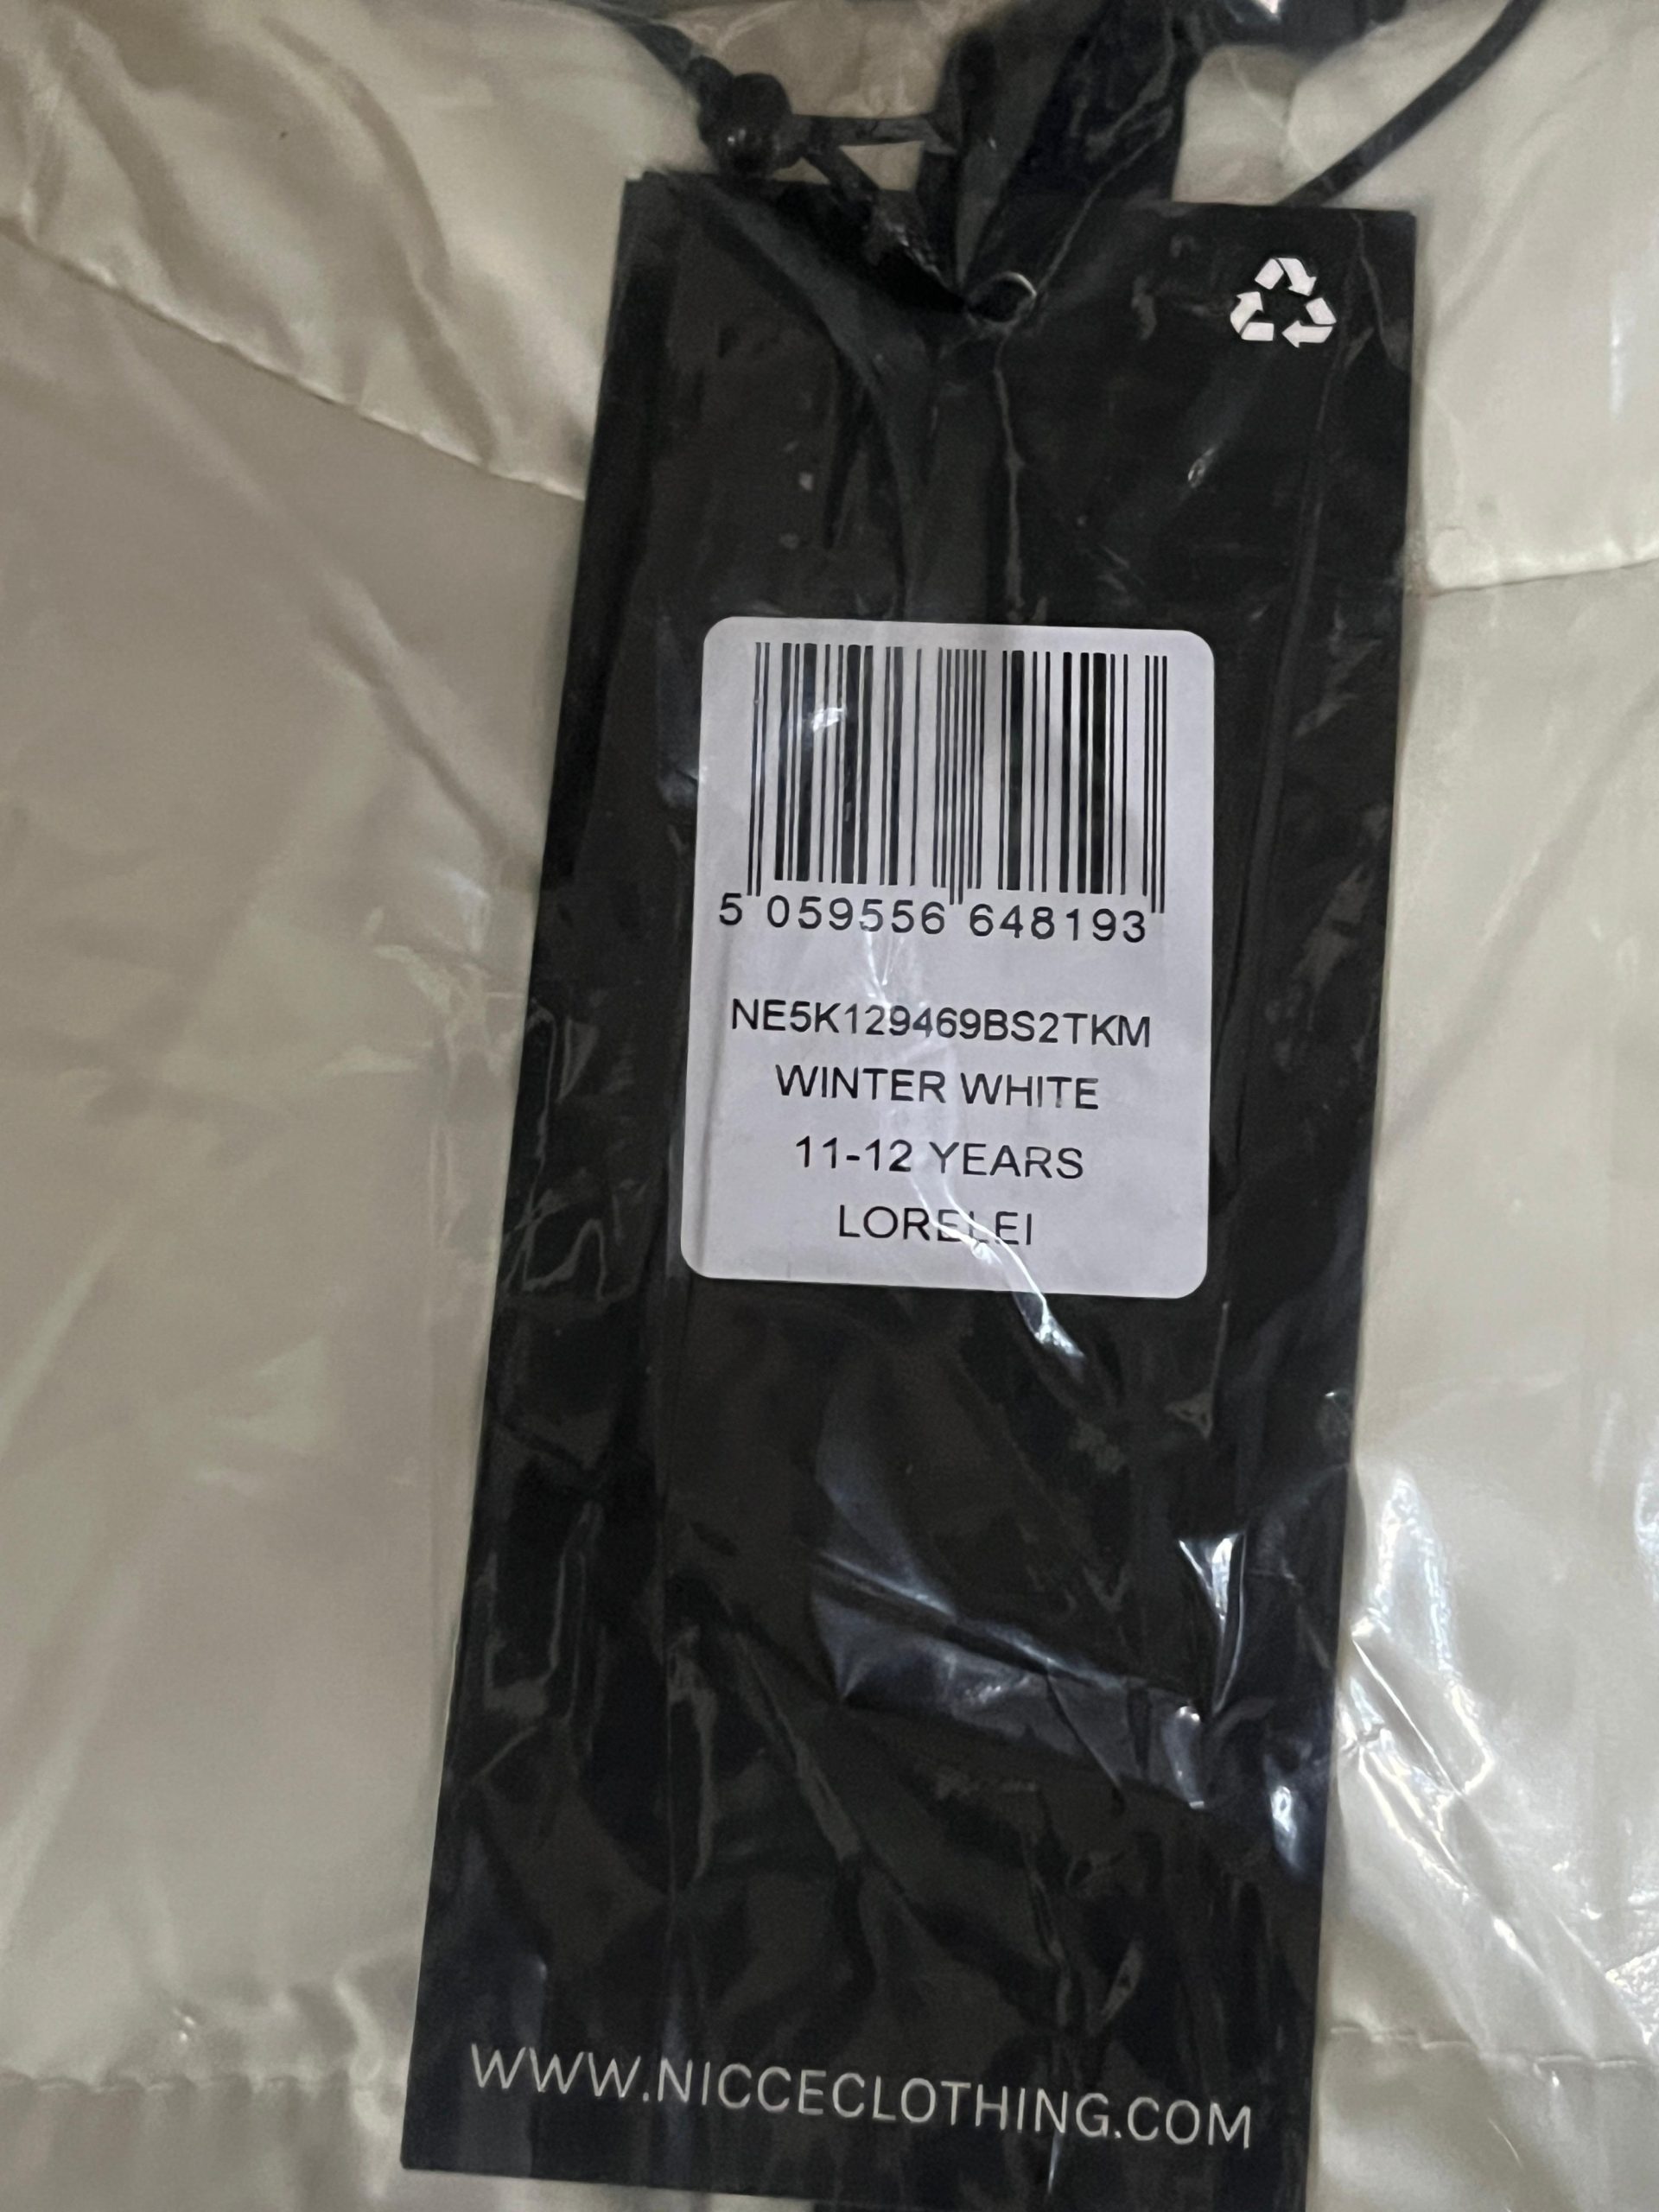 5 059556 648193
NE5K129469BS2TKM
WINTER WHITE
11-12 YEARS
LORELEI
WWW.NICCECLOTHING.COM